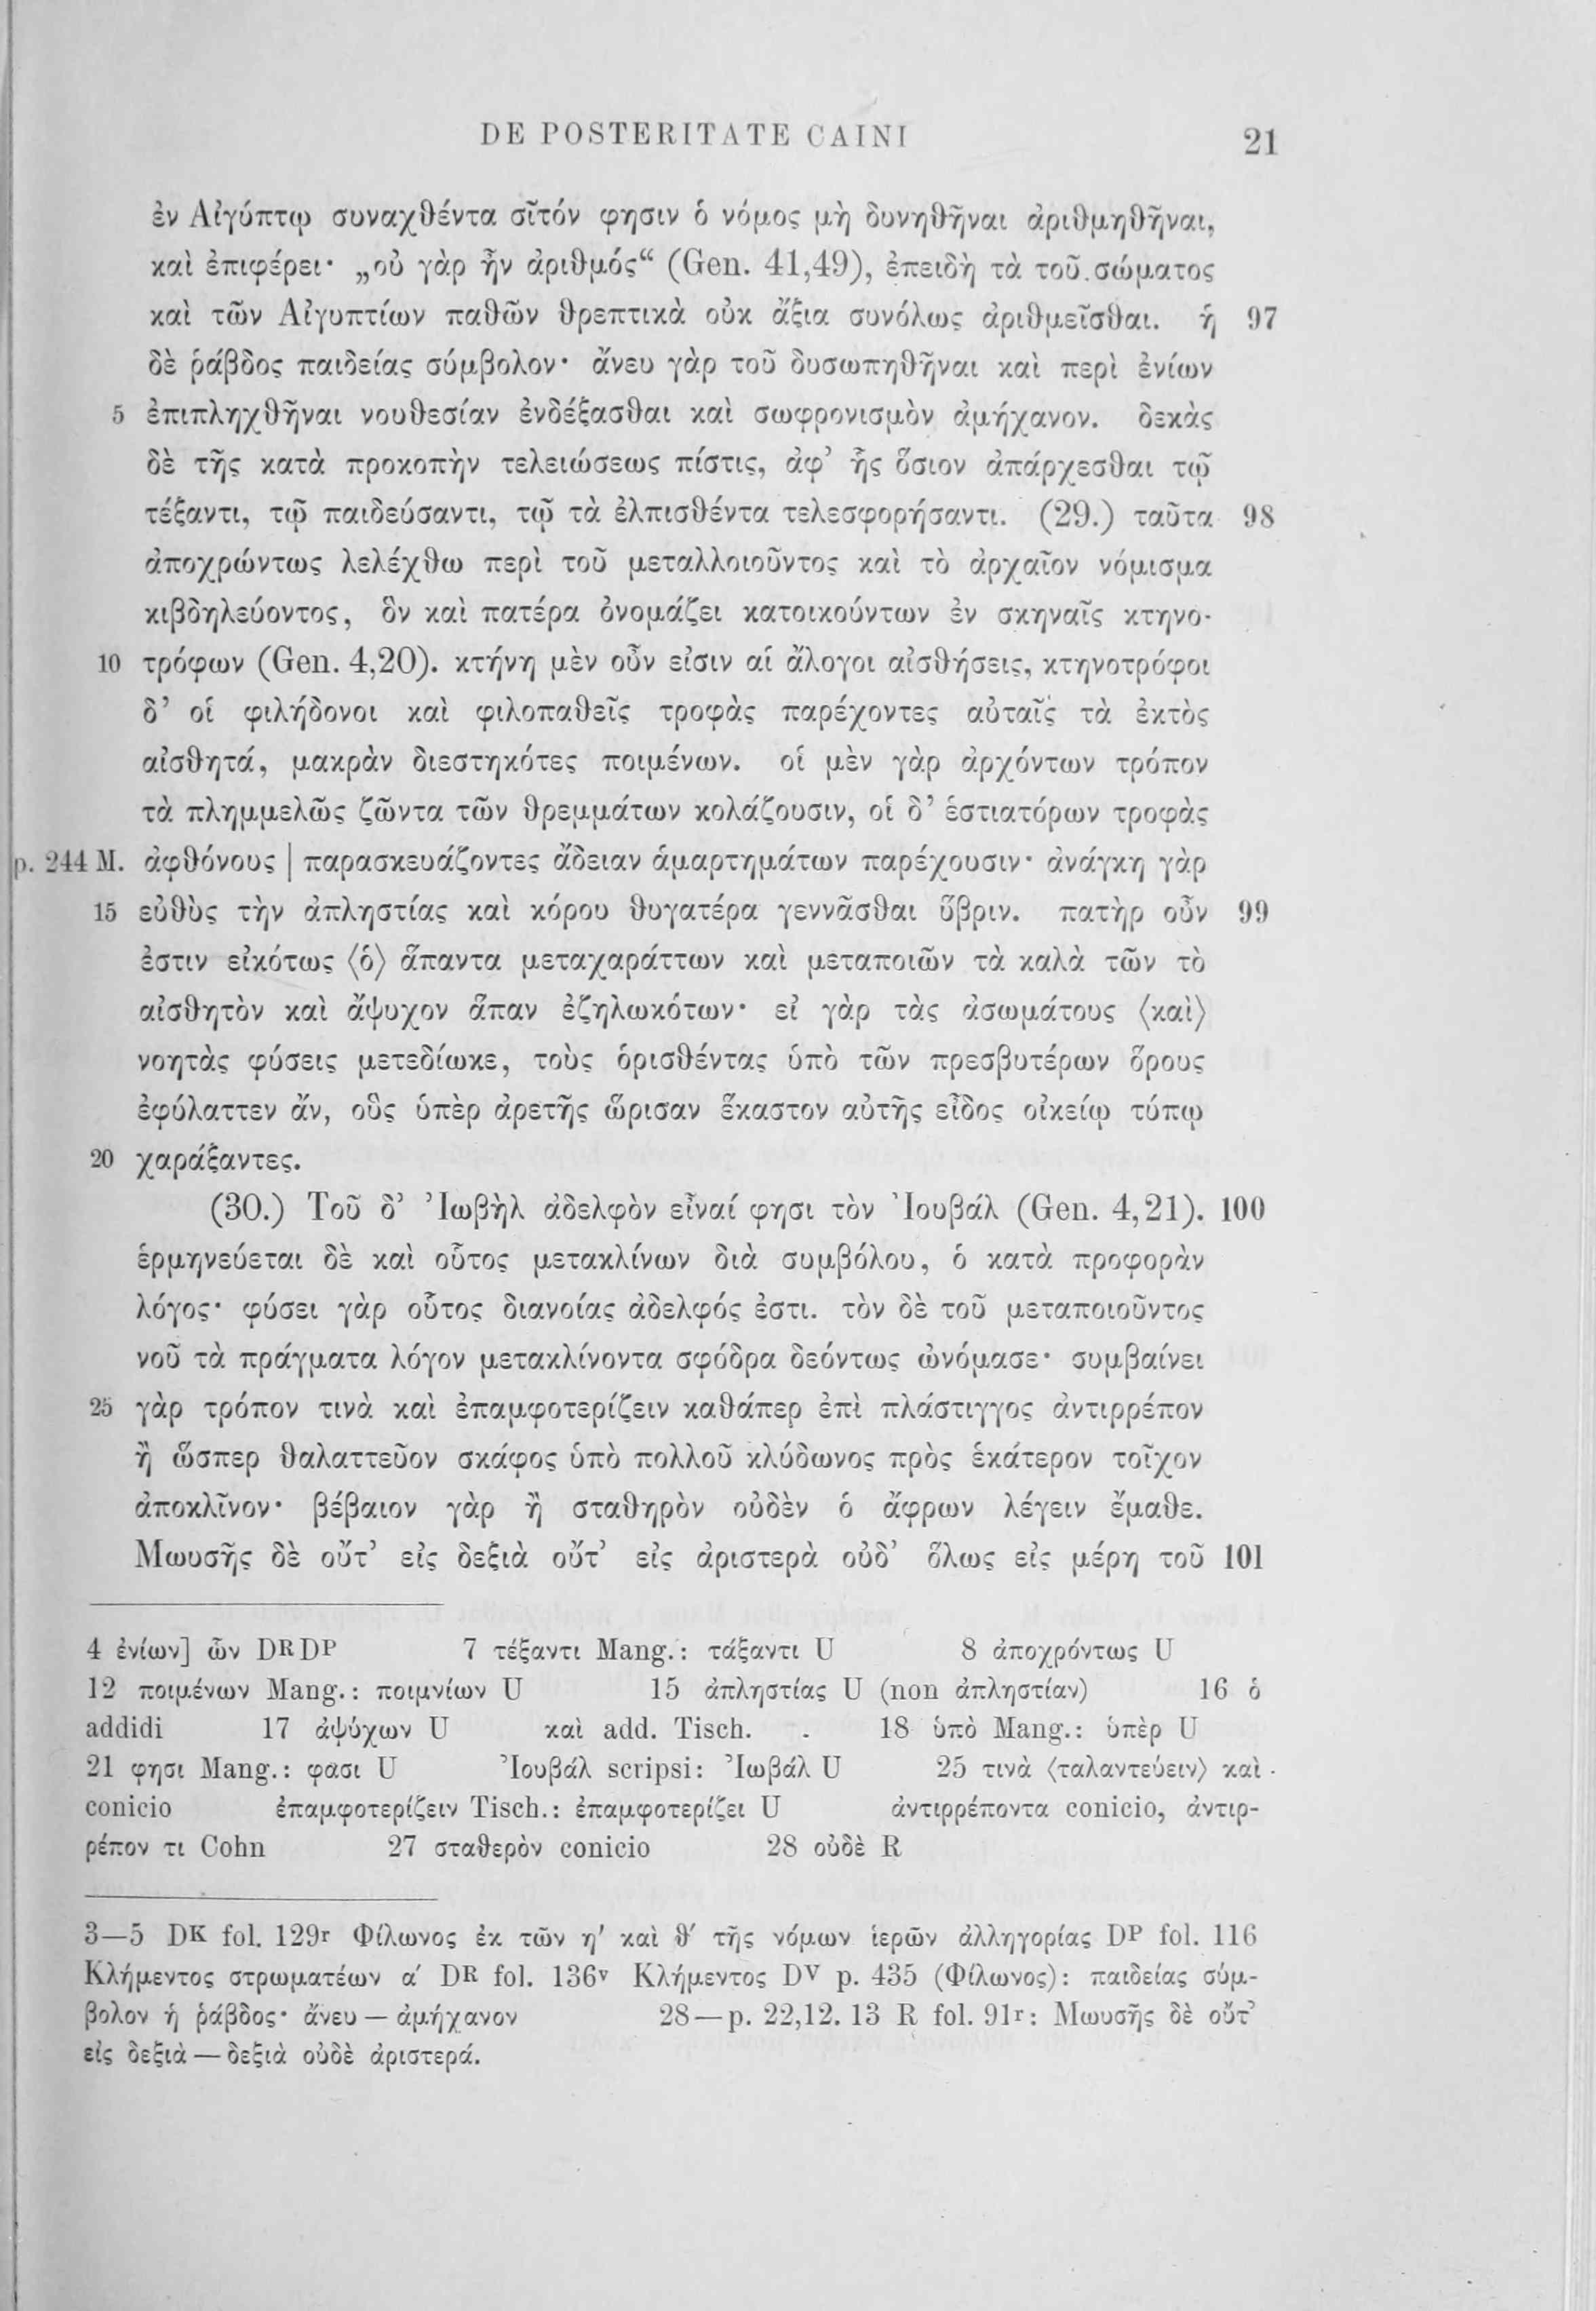 DE POSTERITATE CAINI 21
ἐν Αἰγύπτῳ συναχθέντα σῖτόν φησιν ὁ νόμος μὴ δυνηθῆναι ἀριθμηθῆναι,
καὶ ἐπιφέρει· „οὐ γὰρ ἦν ἀριθμός“ (Gen. 41,49), ἐπειδὴ τὰ τοῦ σώματος
καὶ τῶν Αἰγυπτίων παθῶν θρεπτικὰ οὐκ ἄξια συνόλως ἀριθμεῖσθαι. ἡ 97
δὲ ῥάβδος παιδείας σύμβολον· ἄνευ γὰρ τοῦ δυσωπηθῆναι καὶ περὶ ἐνίων
5 ἐπιπληχθῆναι νουθεσίαν ἐνδέξασθαι καὶ σωφρονισμὸν ἀμήχανον. δεκὰς
δὲ τῆς κατὰ προκοπὴν τελειώσεως πίστις, ἀφ’ ἧς ὅσιον ἀπάρχεσθαι τῷ
τέξαντι, τῷ παιδεύσαντι, τῷ τὰ ἐλπισθέντα τελεσφορήσαντι. (29.) ταῦτα 98
ἀποχρώντως λελέχθω περὶ τοῦ μεταλλοιοῦντος καὶ τὸ ἀρχαῖον νόμισμα
κιβδηλεύοντος, ὃν καὶ πατέρα ὀνομάζει κατοικούντων ἐν σκηναῖς κτηνο-
10 τρόφων (Gen. 4,20). κτήνη μὲν οὖν εἰσιν αἱ ἄλογοι αἰσθήσεις, κτηνοτρόφοι
δ’ οἱ φιλήδονοι καὶ φιλοπαθεῖς τροφὰς παρέχοντες αὐταῖς τὰ ἐκτὸς
αἰσθητά, μακρὰν διεστηκότες ποιμένων. οἱ μὲν γὰρ ἀρχόντων τρόπον
τὰ πλημμελῶς ζῶντα τῶν θρεμμάτων κολάζουσιν, οἱ δ’ ἑστιατόρων τροφὰς
p. 244 M. ἀφθόνους | παρασκευάζοντες ἄδειαν ἁμαρτημάτων παρέχουσιν· ἀνάγκη γὰρ
15 εὐθὺς τὴν ἀπληστίας καὶ κόρου θυγατέρα γεννᾶσθαι ὕβριν. πατὴρ οὖν 99
ἐστιν εἰκότως ⟨ὁ⟩ ἅπαντα μεταχαράττων καὶ μεταποιῶν τὰ καλὰ τῶν τὸ
αἰσθητὸν καὶ ἄψυχον ἅπαν ἐζηλωκότων· εἰ γὰρ τὰς ἀσωμάτους ⟨καὶ⟩
νοητὰς φύσεις μετεδίωκε, τοὺς ὁρισθέντας ὑπὸ τῶν πρεσβυτέρων ὅρους
ἐφύλαττεν ἄν, οὓς ὑπὲρ ἀρετῆς ὥρισαν ἕκαστον αὐτῆς εἶδος οἰκείῳ τύπῳ
20 χαράξαντες.
(30.) Τοῦ δ’ Ἰωβὴλ ἀδελφὸν εἶναί φησι τὸν Ἰουβάλ (Gen. 4,21). 100
ἑρμηνεύεται δὲ καὶ οὗτος μετακλίνων διὰ συμβόλου, ὁ κατὰ προφορὰν
λόγος· φύσει γὰρ οὗτος διανοίας ἀδελφός ἐστι. τὸν δὲ τοῦ μεταποιοῦντος
νοῦ τὰ πράγματα λόγον μετακλίνοντα σφόδρα δεόντως ὠνόμασε· συμβαίνει
25 γὰρ τρόπον τινὰ καὶ ἐπαμφοτερίζειν καθάπερ ἐπὶ πλάστιγγος ἀντιρρέπον
ἢ ὥσπερ θαλαττεῦον σκάφος ὑπὸ πολλοῦ κλύδωνος πρὸς ἑκάτερον τοῖχον
ἀποκλῖνον· βέβαιον γὰρ ἢ σταθηρὸν οὐδὲν ὁ ἄφρων λέγειν ἔμαθε.
Μωυσῆς δὲ οὔτ’ εἰς δεξιὰ οὔτ’ εἰς ἀριστερὰ οὐδ’ ὅλως εἰς μέρη τοῦ 101
4 ἐνίων] ὧν DRDP 7 τέξαντι Mang.: τάξαντι U 8 ἀποχρόντως U
12 ποιμένων Mang.: ποιμνίων U 15 ἀπληστίας U (non ἀπληστίαν) 16 ὁ
addidi 17 ἀψύχων U καὶ add. Tisch. 18 ὑπὸ Mang.: ὑπὲρ U
21 φησι Mang.: φασι U Ἰουβάλ scripsi: Ἰωβάλ U 25 τινὰ ⟨ταλαντεύειν⟩ καὶ
conicio ἐπαμφοτερίζειν Tisch.: ἐπαμφοτερίζει U ἀντιρρέποντα conicio, ἀντιρ-
ρέπον τι Cohn 27 σταθερὸν conicio 28 οὐδὲ R
3—5 DK fol. 129r Φίλωνος ἐκ τῶν η′ καὶ θ′ τῆς νόμων ἱερῶν ἀλληγορίας DP fol. 116
Κλήμεντος στρωματέων α′ DR fol. 136v Κλήμεντος DV p. 435 (Φίλωνος): παιδείας σύμ-
βολον ἡ ῥάβδος· ἄνευ — ἀμήχανον 28—p. 22,12. 13 R fol. 91r: Μωυσῆς δὲ οὔτ’
εἰς δεξιὰ — δεξιὰ οὐδὲ ἀριστερά.